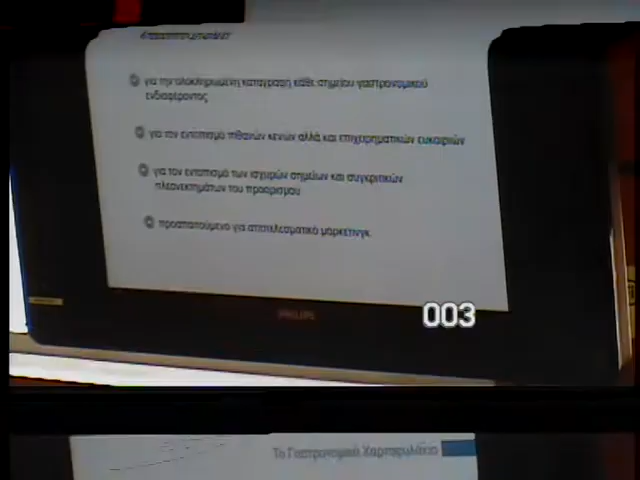 για την ολοκληρωμένη καταγραφή κάθε σημείου γαστρονομικού
ενδιαφέροντος
για τον εντοπισμό πιθανών κενών αλλά και επιχειρηματικών ευκαιριών
για τον εντοπισμό των ισχυρών σημείων και συγκριτικών
πλεονεκτημάτων του προορισμού
προαπαιτούμενο για αποτελεσματικό μάρκετινγκ
PHILIPS
003
Το Γαστρονομικό Χαρτοφυλάκιο